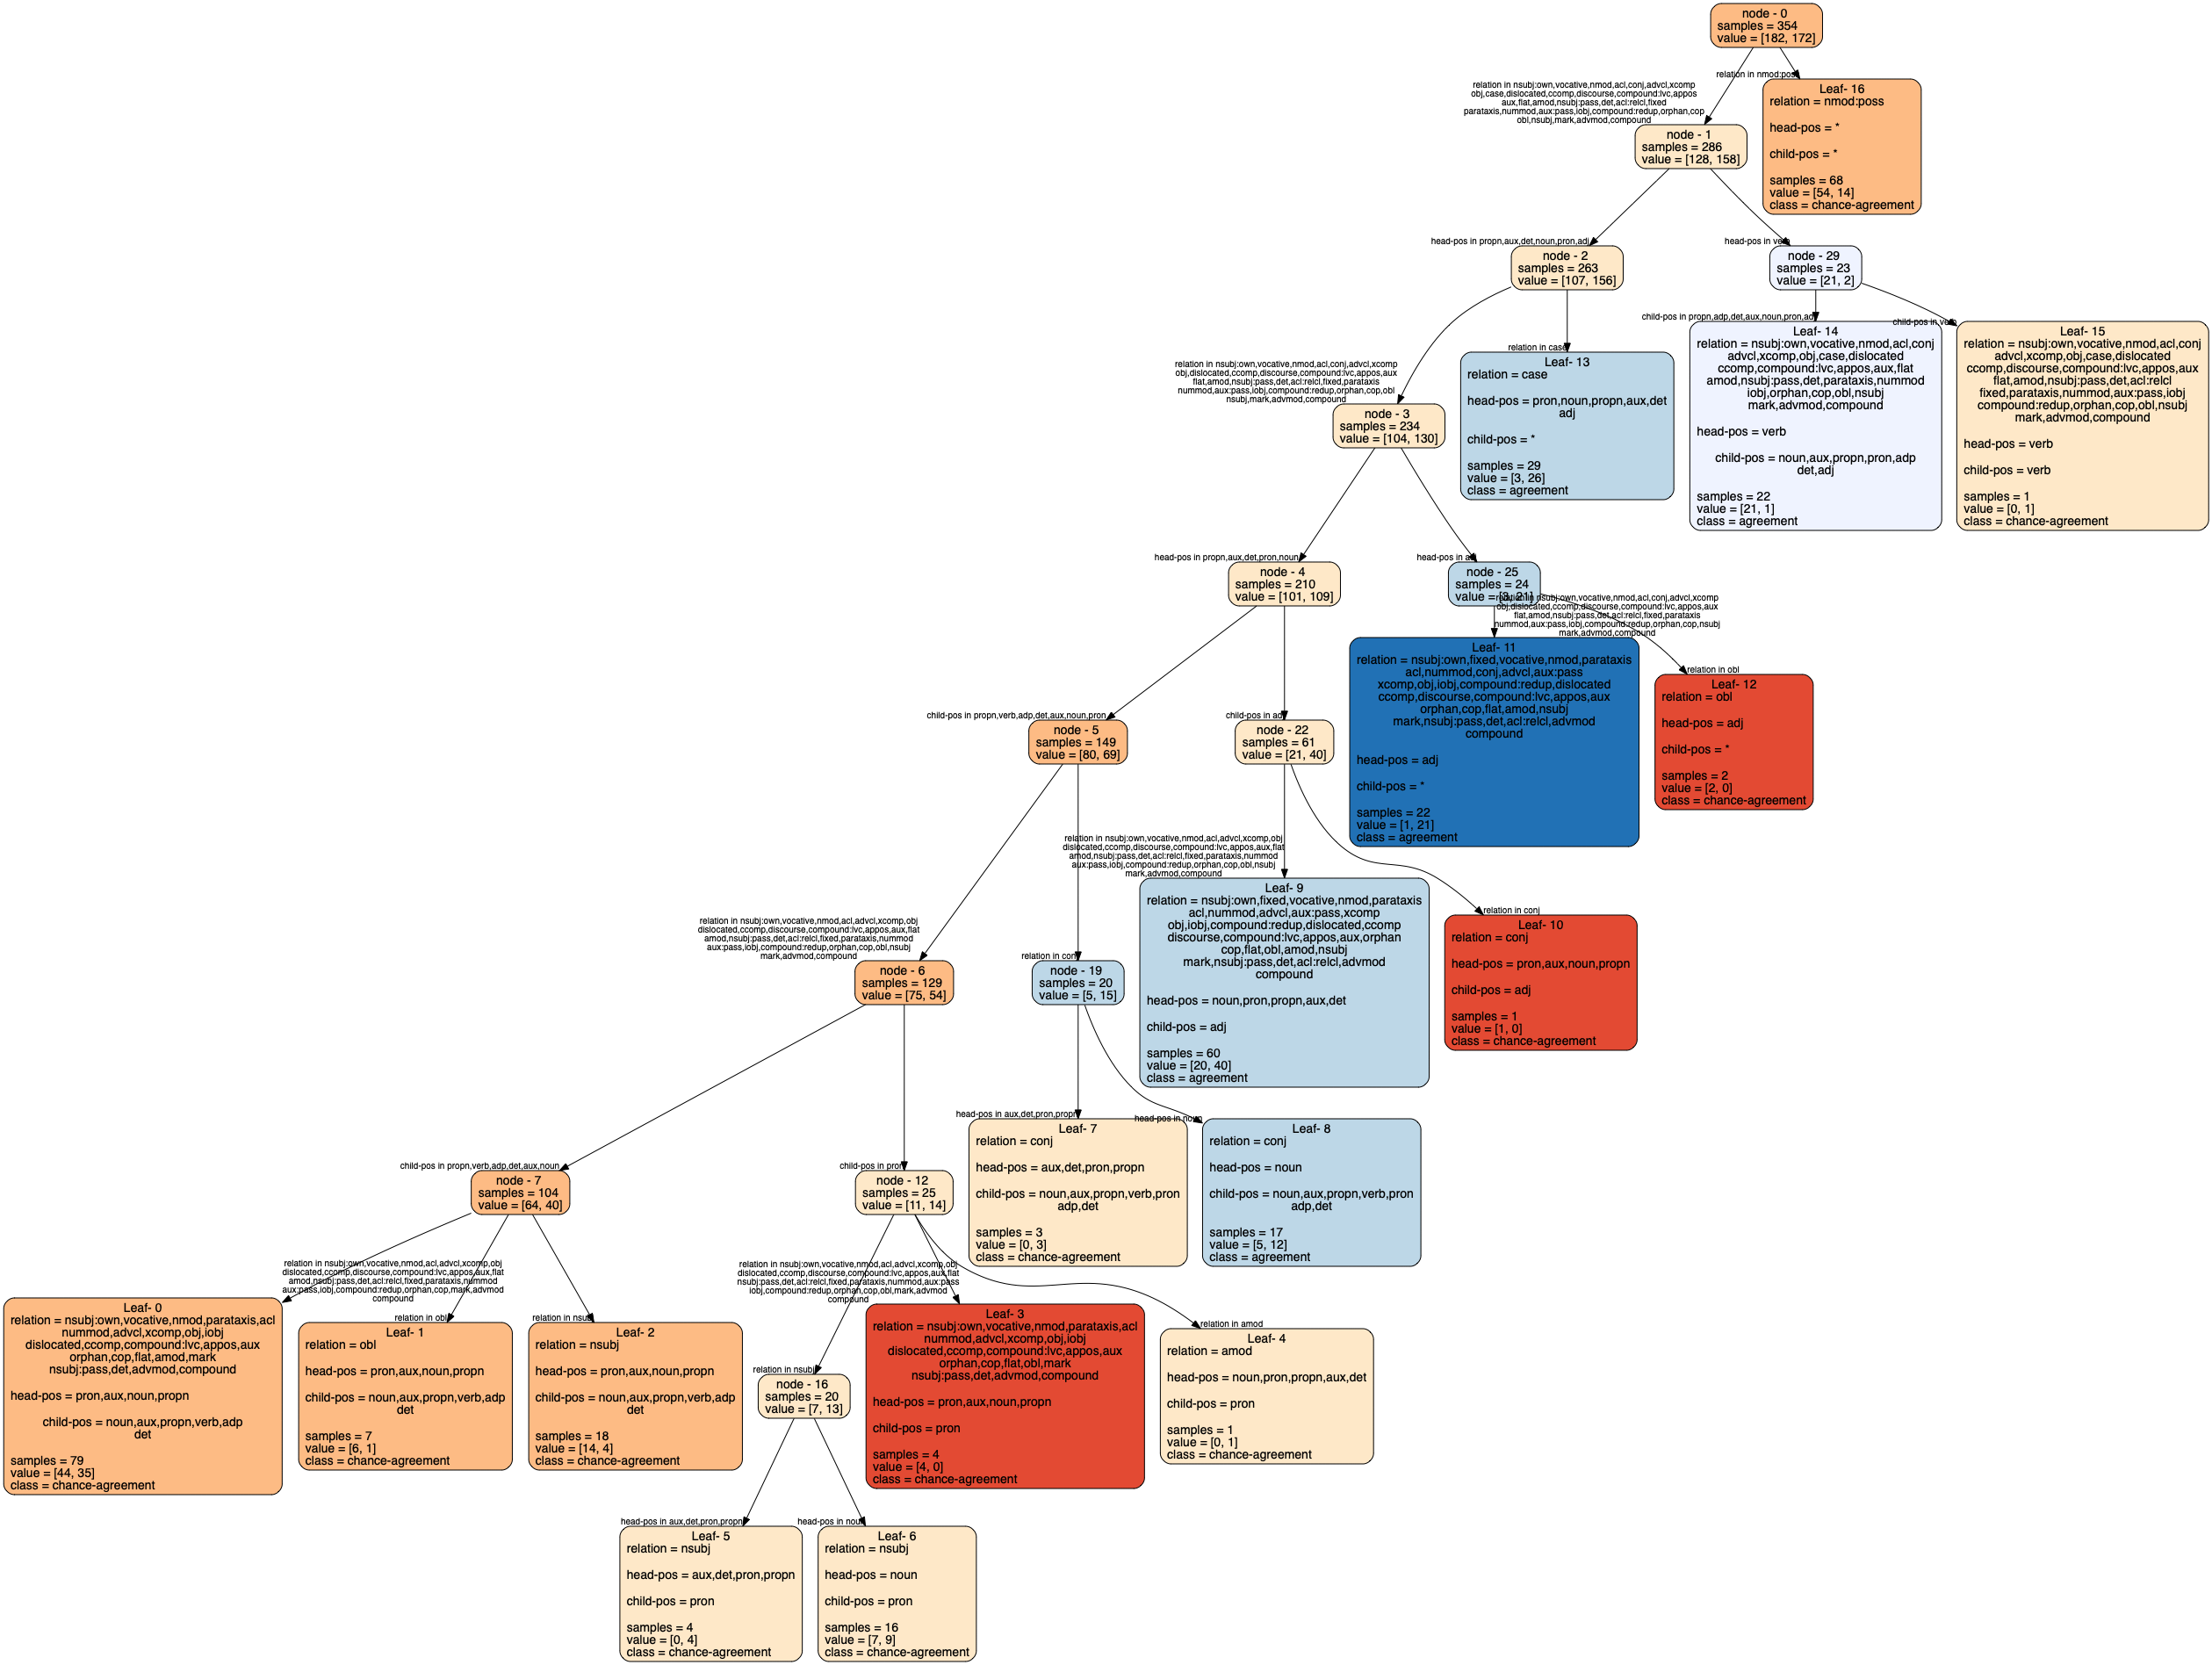 node - 0
samples = 354
value = [182, 172]
relation in nsubj:own,vocative,nmod,acl,conj,advcl,xcomp
obj,case,dislocated,ccomp,discourse,compound:lvc,appos
aux,flat,amod,nsubj:pass,det,acl:relcl,fixed
parataxis,nummod,aux:pass,iobj,compound:redup,orphan,cop
obl,nsubj,mark,advmod,compound
relation in nmod:poss
Leaf- 16
relation = nmod:poss
head-pos = *
child-pos = *
samples = 68
value = [54, 14]
class = chance-agreement
node - 1
samples = 286
value = [128, 158]
head-pos in propn,aux,det,noun,pron,adj
node - 2
samples = 263
value = [107, 156]
head-pos in verb
node - 29
samples = 23
value = [21, 2]
relation in nsubj:own,vocative,nmod,acl,conj,advcl,xcomp
obj,dislocated,ccomp,discourse,compound:lvc,appos,aux
flat,amod,nsubj:pass,det,acl:relcl,fixed,parataxis
nummod,aux:pass,iobj,compound:redup,orphan,cop,obl
nsubj,mark,advmod,compound
node - 3
samples = 234
value = [104, 130]
relation in case
Leaf- 13
relation = case
head-pos = pron,noun,propn,aux,det
adj
child-pos = *
samples = 29
value = [3, 26]
class = agreement
child-pos in propn,adp,det,aux,noun,pron,adj
Leaf- 14
relation = nsubj:own,vocative,nmod,acl,conj
advcl,xcomp,obj,case,dislocated
ccomp,compound:lvc,appos,aux,flat
amod,nsubj:pass,det,parataxis,nummod
iobj,orphan,cop,obl,nsubj
mark,advmod,compound
head-pos = verb
child-pos = noun,aux,propn,pron,adp
det,adj
samples = 22
value = [21, 1]
class = agreement
child-pos in verb
Leaf- 15
relation = nsubj:own,vocative,nmod,acl,conj
advcl,xcomp,obj,case,dislocated
ccomp,discourse,compound:lvc,appos,aux
flat,amod,nsubj:pass,det,acl:relcl
fixed,parataxis,nummod,aux:pass,iobj
compound:redup,orphan,cop,obl,nsubj
mark,advmod,compound
head-pos = verb
child-pos = verb
samples = 1
value = [0, 1]
class = chance-agreement
head-pos in propn,aux,det,pron,noun
node - 4
samples = 210
value = [101, 109]
head-pos in adj
node - 25
samples = 24
value = [3, 21]
relation in nsubj:own,vocative,nmod,acl,conj,advcl,xcomp
obj,dislocated,ccomp,discourse,compound:lvc,appos,aux
flat,amod,nsubj:pass,det,acl:relcl,fixed,parataxis
nummod,aux:pass,iobj,compound:redup,orphan,cop,nsubj
mark,advmod,compound
Leaf- 11
relation = nsubj:own,fixed,vocative,nmod,parataxis
acl,nummod,conj,advcl,aux:pass
xcomp,obj,iobj,compound:redup,dislocated
ccomp,discourse,compound:lvc,appos,aux
orphan,cop,flat,amod,nsubj
mark,nsubj:pass,det,acl:relcl,advmod
compound
head-pos = adj
child-pos = *
samples = 22
value = [1, 21]
class = agreement
relation in obl
Leaf- 12
relation = obl
head-pos = adj
child-pos = *
samples = 2
value = [2, 0]
class = chance-agreement
child-pos in propn,verb,adp,det,aux,noun,pron
node - 5
samples = 149
value = [80, 69]
child-pos in adj
node - 22
samples = 61
value = [21, 40]
relation in nsubj:own,vocative,nmod,acl,advcl,xcomp,obj
dislocated,ccomp,discourse,compound:lvc,appos,aux,flat
amod,nsubj:pass,det,acl:relcl,fixed,parataxis,nummod
aux:pass,iobj,compound:redup,orphan,cop,obl,nsubj
mark,advmod,compound
Leaf- 9
relation = nsubj:own,fixed,vocative,nmod,parataxis
acl,nummod,advcl,aux:pass,xcomp
obj,iobj,compound:redup,dislocated,ccomp
discourse,compound:lvc,appos,aux,orphan
cop,flat,obl,amod,nsubj
mark,nsubj:pass,det,acl:relcl,advmod
compound
head-pos = noun,pron,propn,aux,det
child-pos = adj
samples = 60
value = [20, 40]
class = agreement
relation in conj
Leaf- 10
relation = conj
head-pos = pron,aux,noun,propn
child-pos = adj
samples = 1
value = [1, 0]
class = chance-agreement
relation in nsubj:own,vocative,nmod,acl,advcl,xcomp,obj
dislocated,ccomp,discourse,compound:lvc,appos,aux,flat
amod,nsubj:pass,det,acl:relcl,fixed,parataxis,nummod
aux:pass,iobj,compound:redup,orphan,cop,obl,nsubj
mark,advmod,compound
node - 6
samples = 129
value = [75, 54]
relation in conj
node - 19
samples = 20
value = [5, 15]
head-pos in aux,det,pron,propn
Leaf- 7
relation = conj
head-pos = aux,det,pron,propn
child-pos = noun,aux,propn,verb,pron
adp,det
samples = 3
value = [0, 3]
class = chance-agreement
head-pos in noun
Leaf- 8
relation = conj
head-pos = noun
child-pos = noun,aux,propn,verb,pron
adp,det
samples = 17
value = [5, 12]
class = agreement
child-pos in propn,verb,adp,det,aux,noun
node - 7
samples = 104
value = [64, 40]
child-pos in pron
node - 12
samples = 25
value = [11, 14]
relation in nsubj:own,vocative,nmod,acl,advcl,xcomp,obj
dislocated,ccomp,discourse,compound:lvc,appos,aux,flat
amod,nsubj:pass,det,acl:relcl,fixed,parataxis,nummod
aux:pass,iobj,compound:redup,orphan,cop,mark,advmod
compound
Leaf- 0
relation = nsubj:own,vocative,nmod,parataxis,acl
nummod,advcl,xcomp,obj,iobj
dislocated,ccomp,compound:lvc,appos,aux
orphan,cop,flat,amod,mark
nsubj:pass,det,advmod,compound
head-pos = pron,aux,noun,propn
child-pos = noun,aux,propn,verb,adp
det
samples = 79
value = [44, 35]
class = chance-agreement
relation in obl
Leaf- 1
relation = obl
head-pos = pron,aux,noun,propn
child-pos = noun,aux,propn,verb,adp
det
samples = 7
value = [6, 1]
class = chance-agreement
relation in nsubj
Leaf- 2
relation = nsubj
head-pos = pron,aux,noun,propn
child-pos = noun,aux,propn,verb,adp
det
samples = 18
value = [14, 4]
class = chance-agreement
relation in nsubj:own,vocative,nmod,acl,advcl,xcomp,obj
dislocated,ccomp,discourse,compound:lvc,appos,aux,flat
nsubj:pass,det,acl:relcl,fixed,parataxis,nummod,aux:pass
iobj,compound:redup,orphan,cop,obl,mark,advmod
compound
Leaf- 3
relation = nsubj:own,vocative,nmod,parataxis,acl
nummod,advcl,xcomp,obj,iobj
dislocated,ccomp,compound:lvc,appos,aux
orphan,cop,flat,obl,mark
nsubj:pass,det,advmod,compound
head-pos = pron,aux,noun,propn
child-pos = pron
samples = 4
value = [4, 0]
class = chance-agreement
relation in amod
Leaf- 4
relation = amod
head-pos = noun,pron,propn,aux,det
child-pos = pron
samples = 1
value = [0, 1]
class = chance-agreement
relation in nsubj
node - 16
samples = 20
value = [7, 13]
head-pos in aux,det,pron,propn
Leaf- 5
relation = nsubj
head-pos = aux,det,pron,propn
child-pos = pron
samples = 4
value = [0, 4]
class = chance-agreement
head-pos in noun
Leaf- 6
relation = nsubj
head-pos = noun
child-pos = pron
samples = 16
value = [7, 9]
class = chance-agreement